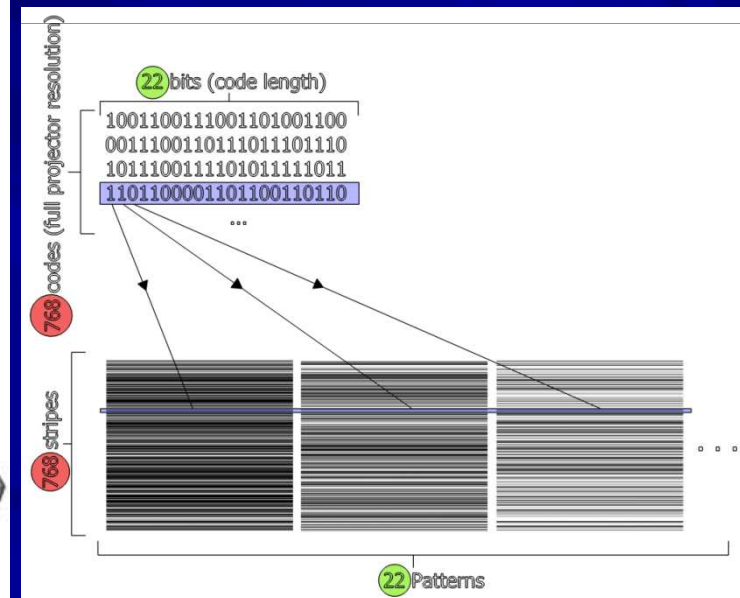 22 bits (code length)
768 codes (full projector resolution)
1001100111001101001100
0011100110111011101110
1011100111101011111011
1101100001101100110110
...
768 stripes
. . .
22 Patterns